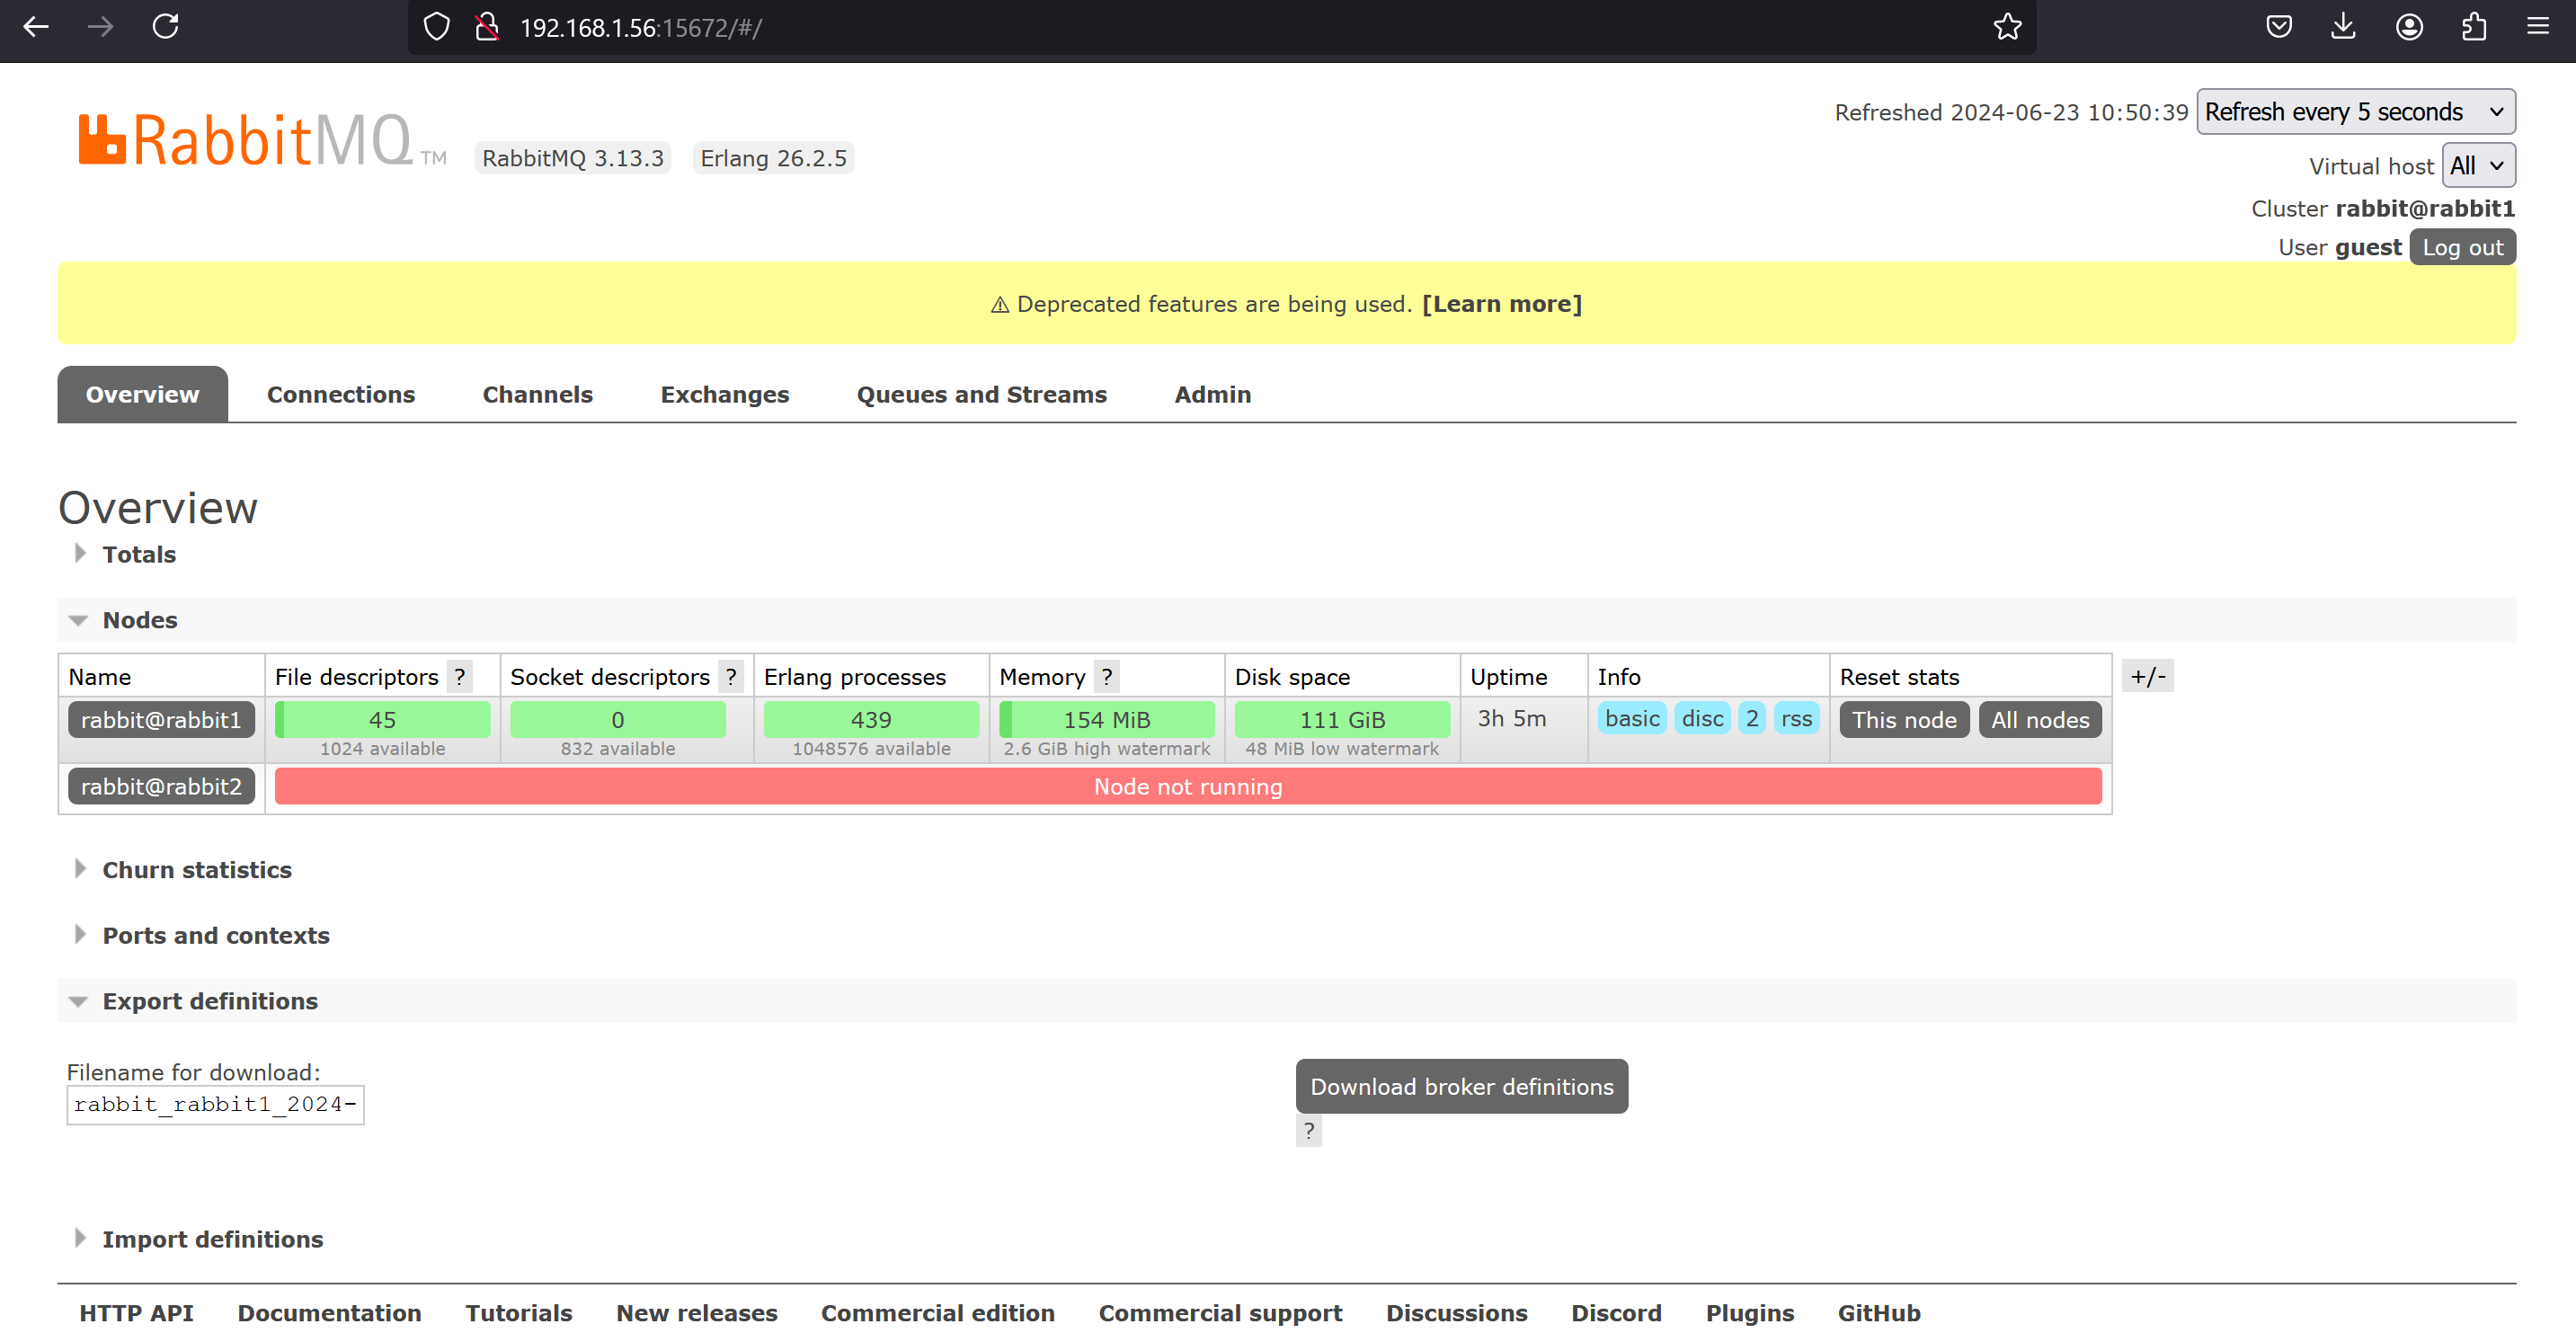 192.168.1.56:15672/#/
RabbitMQ TM RabbitMQ 3.13.3 Erlang 26.2.5
Refreshed 2024-06-23 10:50:39 Refresh every 5 seconds
Virtual host All
Cluster rabbit@rabbit1
User guest Log out
⚠ Deprecated features are being used. [Learn more]
Overview Connections Channels Exchanges Queues and Streams Admin
Overview
Totals
Nodes
Name File descriptors ? Socket descriptors ? Erlang processes Memory ? Disk space Uptime Info Reset stats +/-
rabbit@rabbit1 45 0 439 154 MiB 111 GiB 3h 5m basic disc 2 rss This node All nodes
1024 available 832 available 1048576 available 2.6 GiB high watermark 48 MiB low watermark
rabbit@rabbit2 Node not running
Churn statistics
Ports and contexts
Export definitions
Filename for download:
rabbit_rabbit1_2024-
Download broker definitions
?
Import definitions
HTTP API Documentation Tutorials New releases Commercial edition Commercial support Discussions Discord Plugins GitHub